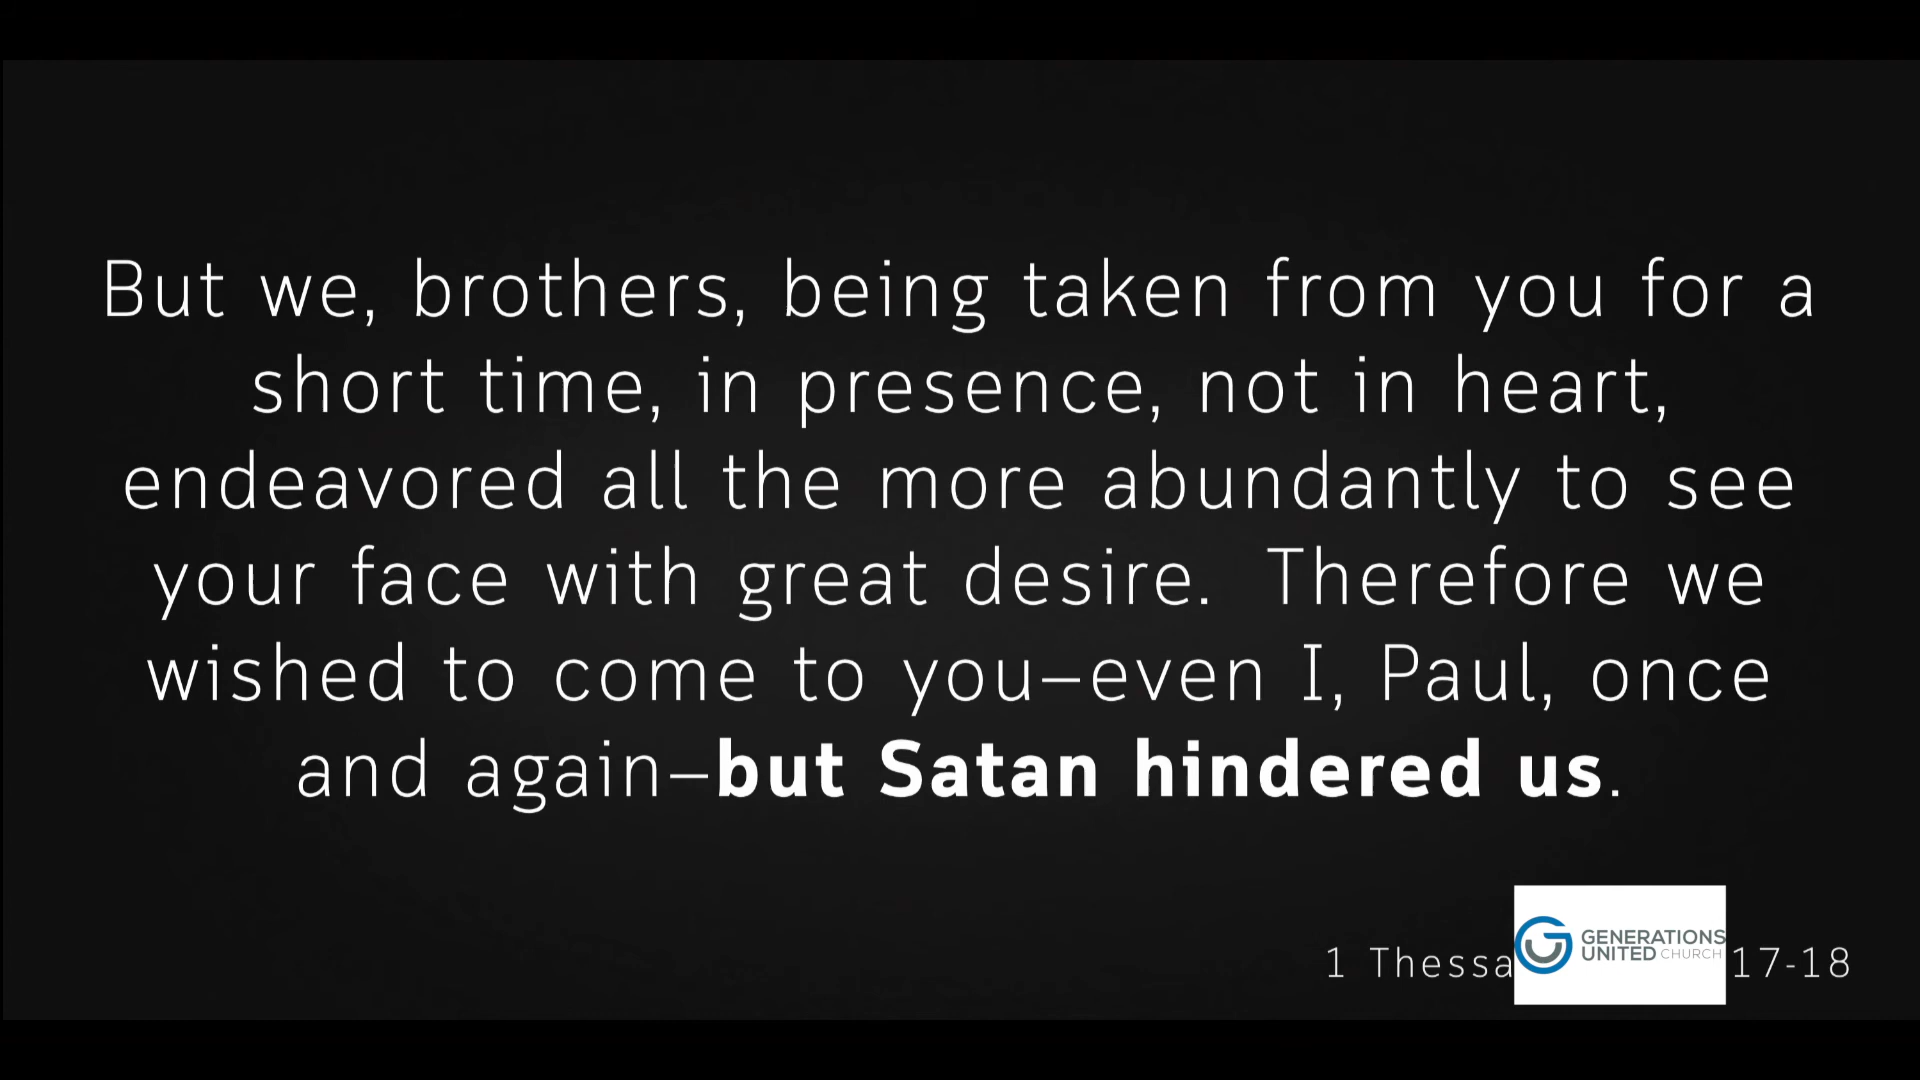 But we, brothers, being taken from you for a
short time, in presence, not in heart,
endeavored all the more abundantly to see
your face with great desire.  Therefore we
wished to come to you—even I, Paul, once
and again—but Satan hindered us.
1 Thessa
GENERATIONS
UNITED CHURCH
17-18